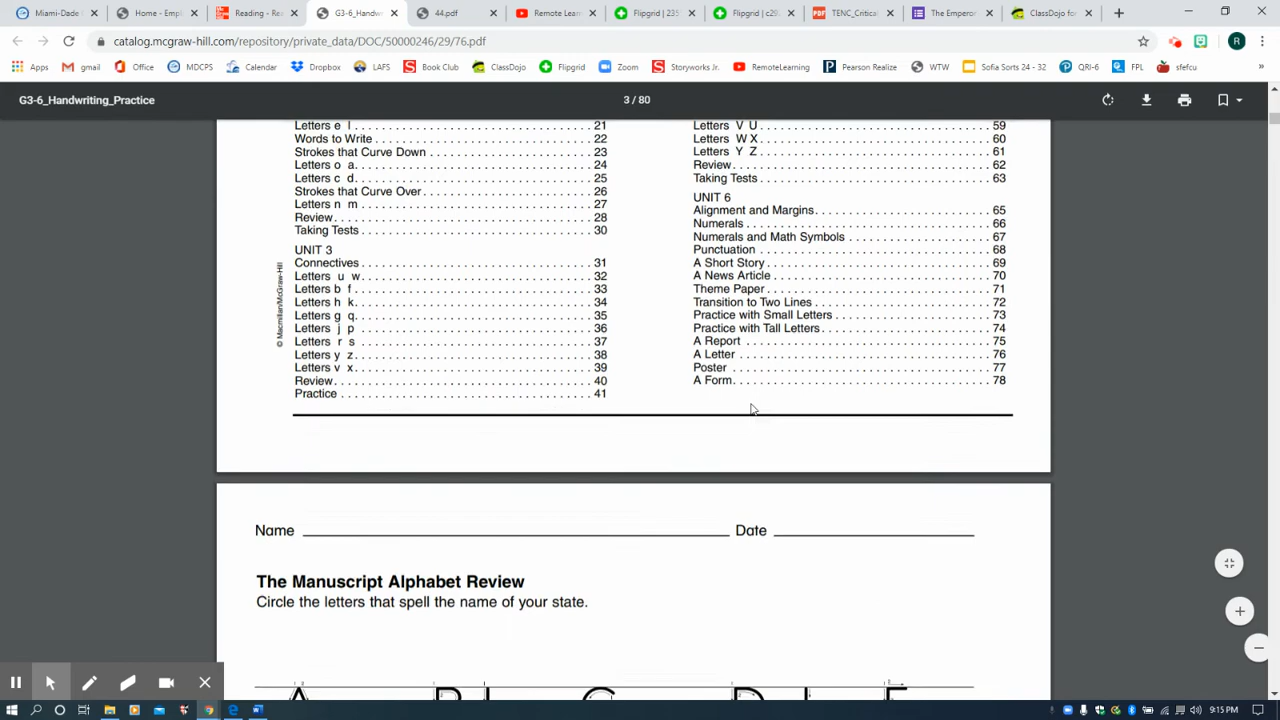 Miami-Dade
Home - Empl
Reading - Re
G3-6_Handw
44.pdf
Remote Lear
Flipgrid | 235
Flipgrid | c29
TENC_Critical
The Emperor
ClassDojo for
catalog.mcgraw-hill.com/repository/private_data/DOC/50000246/29/76.pdf
R
Apps
gmail
Office
MDCPS
Calendar
Dropbox
LAFS
Book Club
ClassDojo
Flipgrid
Zoom
Storyworks Jr.
RemoteLearning
Pearson Realize
WTW
Sofia Sorts 24 - 32
QRI-6
FPL
sfefcu
G3-6_Handwriting_Practice
3 / 80
Letters e l . . . . . . . . . . . . . . . . . . . . . . . . . . . . . . . . . . . . 21
Words to Write . . . . . . . . . . . . . . . . . . . . . . . . . . . . . . . . . 22
Strokes that Curve Down . . . . . . . . . . . . . . . . . . . . . . . . . 23
Letters o a. . . . . . . . . . . . . . . . . . . . . . . . . . . . . . . . . . . . 24
Letters c d. . . . . . . . . . . . . . . . . . . . . . . . . . . . . . . . . . . . 25
Strokes that Curve Over . . . . . . . . . . . . . . . . . . . . . . . . . . 26
Letters n m . . . . . . . . . . . . . . . . . . . . . . . . . . . . . . . . . . . 27
Review. . . . . . . . . . . . . . . . . . . . . . . . . . . . . . . . . . . . . . . 28
Taking Tests . . . . . . . . . . . . . . . . . . . . . . . . . . . . . . . . . . . 30
UNIT 3
Connectives . . . . . . . . . . . . . . . . . . . . . . . . . . . . . . . . . . . 31
Letters u w. . . . . . . . . . . . . . . . . . . . . . . . . . . . . . . . . . . . 32
Letters b f. . . . . . . . . . . . . . . . . . . . . . . . . . . . . . . . . . . . 33
Letters h k. . . . . . . . . . . . . . . . . . . . . . . . . . . . . . . . . . . . 34
Letters g q. . . . . . . . . . . . . . . . . . . . . . . . . . . . . . . . . . . . 35
Letters j p . . . . . . . . . . . . . . . . . . . . . . . . . . . . . . . . . . . . 36
Letters r s . . . . . . . . . . . . . . . . . . . . . . . . . . . . . . . . . . . . 37
Letters y z. . . . . . . . . . . . . . . . . . . . . . . . . . . . . . . . . . . . 38
Letters v x. . . . . . . . . . . . . . . . . . . . . . . . . . . . . . . . . . . . 39
Review. . . . . . . . . . . . . . . . . . . . . . . . . . . . . . . . . . . . . . . 40
Practice . . . . . . . . . . . . . . . . . . . . . . . . . . . . . . . . . . . . . . 41
© Macmillan/McGraw-Hill
Letters V U. . . . . . . . . . . . . . . . . . . . . . . . . . . . . . . . . . . 59
Letters W X . . . . . . . . . . . . . . . . . . . . . . . . . . . . . . . . . . . 60
Letters Y Z . . . . . . . . . . . . . . . . . . . . . . . . . . . . . . . . . . . 61
Review. . . . . . . . . . . . . . . . . . . . . . . . . . . . . . . . . . . . . . . 62
Taking Tests . . . . . . . . . . . . . . . . . . . . . . . . . . . . . . . . . . . 63
UNIT 6
Alignment and Margins. . . . . . . . . . . . . . . . . . . . . . . . . . . 65
Numerals . . . . . . . . . . . . . . . . . . . . . . . . . . . . . . . . . . . . . 66
Numerals and Math Symbols . . . . . . . . . . . . . . . . . . . . . . 67
Punctuation . . . . . . . . . . . . . . . . . . . . . . . . . . . . . . . . . . . 68
A Short Story . . . . . . . . . . . . . . . . . . . . . . . . . . . . . . . . . . 69
A News Article . . . . . . . . . . . . . . . . . . . . . . . . . . . . . . . . . 70
Theme Paper . . . . . . . . . . . . . . . . . . . . . . . . . . . . . . . . . . 71
Transition to Two Lines . . . . . . . . . . . . . . . . . . . . . . . . . . . 72
Practice with Small Letters . . . . . . . . . . . . . . . . . . . . . . . . 73
Practice with Tall Letters . . . . . . . . . . . . . . . . . . . . . . . . . . 74
A Report . . . . . . . . . . . . . . . . . . . . . . . . . . . . . . . . . . . . . 75
A Letter . . . . . . . . . . . . . . . . . . . . . . . . . . . . . . . . . . . . . . 76
Poster . . . . . . . . . . . . . . . . . . . . . . . . . . . . . . . . . . . . . . . 77
A Form. . . . . . . . . . . . . . . . . . . . . . . . . . . . . . . . . . . . . . . 78
Name Date
The Manuscript Alphabet Review
Circle the letters that spell the name of your state.
A B C D E
9:15 PM